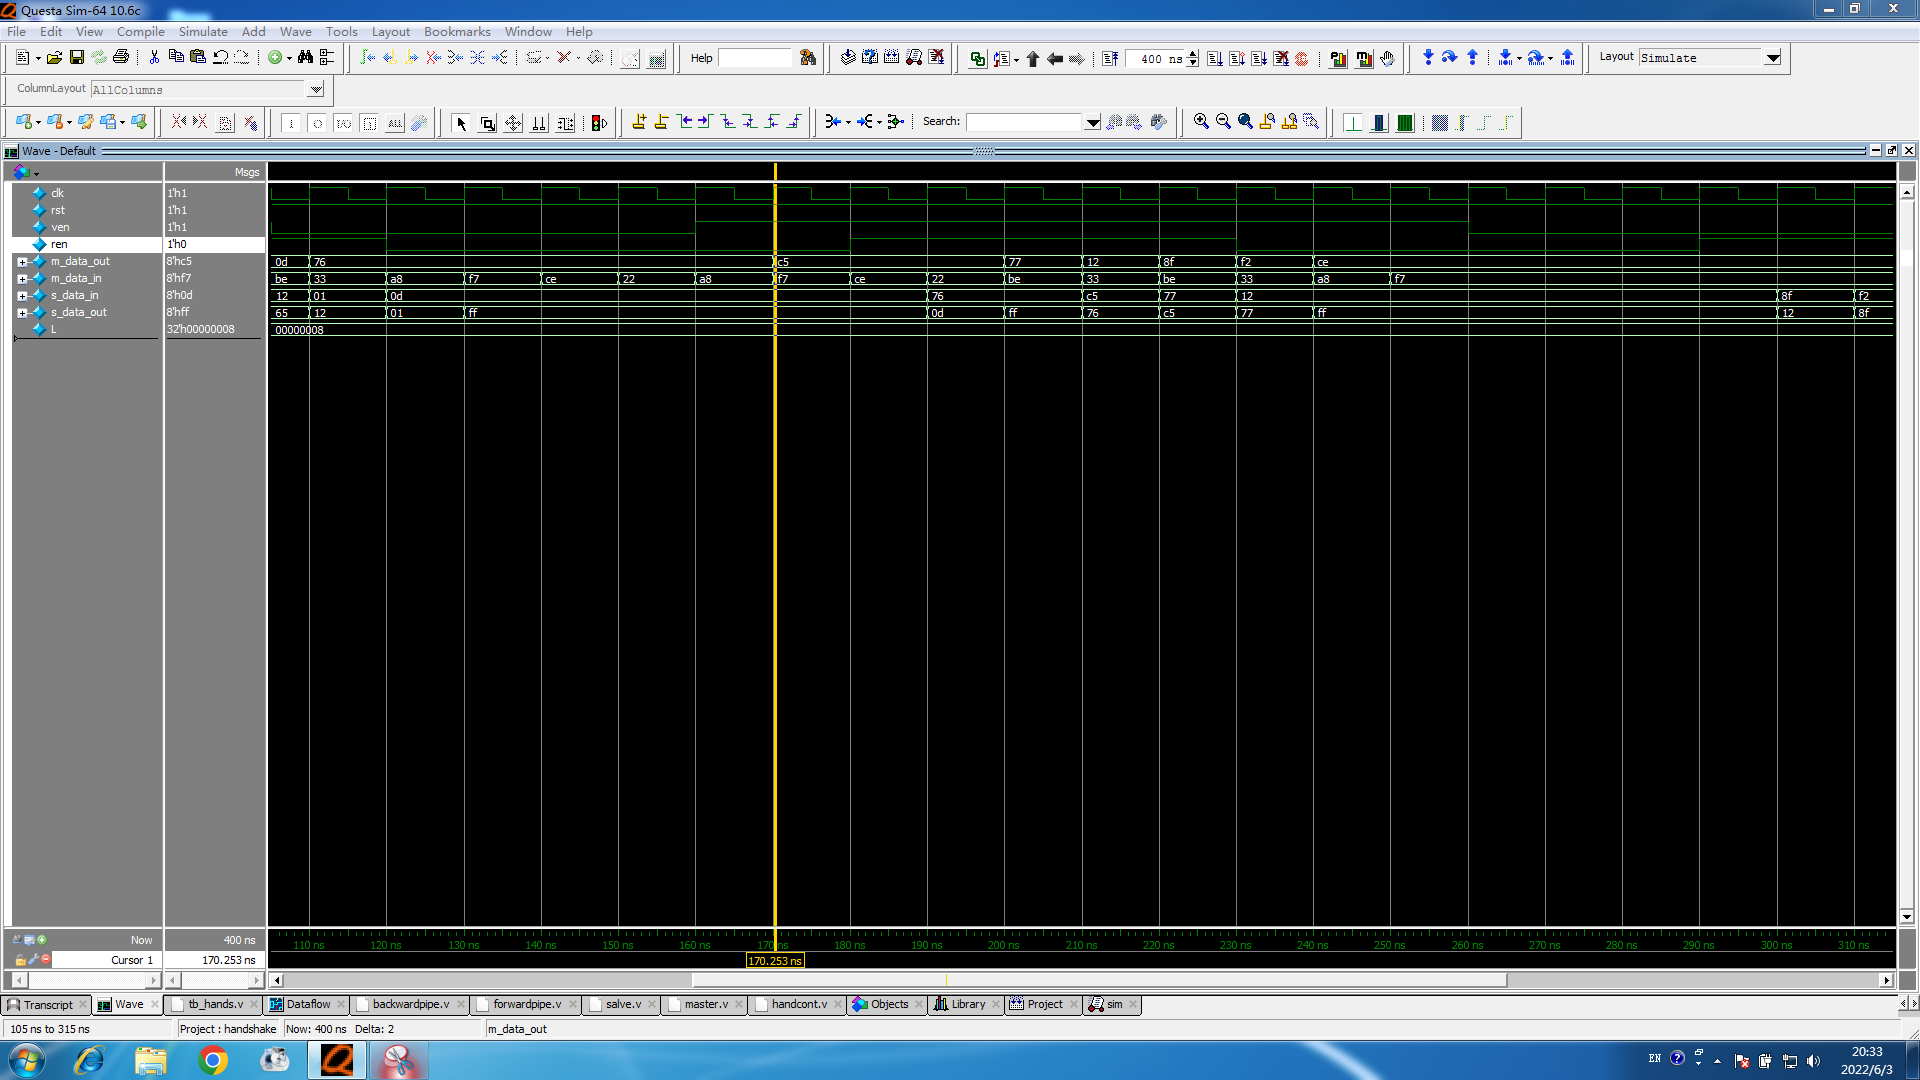 Questa Sim-64 10.6c
File Edit View Compile Simulate Add Wave Tools Layout Bookmarks Window Help
Help 400 ns Layout Simulate
ColumnLayout AllColumns
Search:
Wave - Default
Msgs
clk 1'h1
rst 1'h1
ven 1'h1
ren 1'h0
m_data_out 8'hc5 0d 76 c5 77 12 8f f2 ce
m_data_in 8'hf7 be 33 a8 f7 ce 22 a8 f7 ce 22 be 33 be 33 a8 f7
s_data_in 8'h0d 12 01 0d 76 c5 77 12 8f f2
s_data_out 8'hff 65 12 01 ff 0d ff 76 c5 77 ff 12 8f
L 32'h00000008 00000008
Now 400 ns 110 ns 120 ns 130 ns 140 ns 150 ns 160 ns 170 ns 180 ns 190 ns 200 ns 210 ns 220 ns 230 ns 240 ns 250 ns 260 ns 270 ns 280 ns 290 ns 300 ns 310 ns
Cursor 1 170.253 ns 170.253 ns
Transcript Wave tb_hands.v Dataflow backwardpipe.v forwardpipe.v salve.v master.v handcont.v Objects Library Project sim
105 ns to 315 ns Project : handshake Now: 400 ns Delta: 2 m_data_out
EN 20:33
2022/6/3